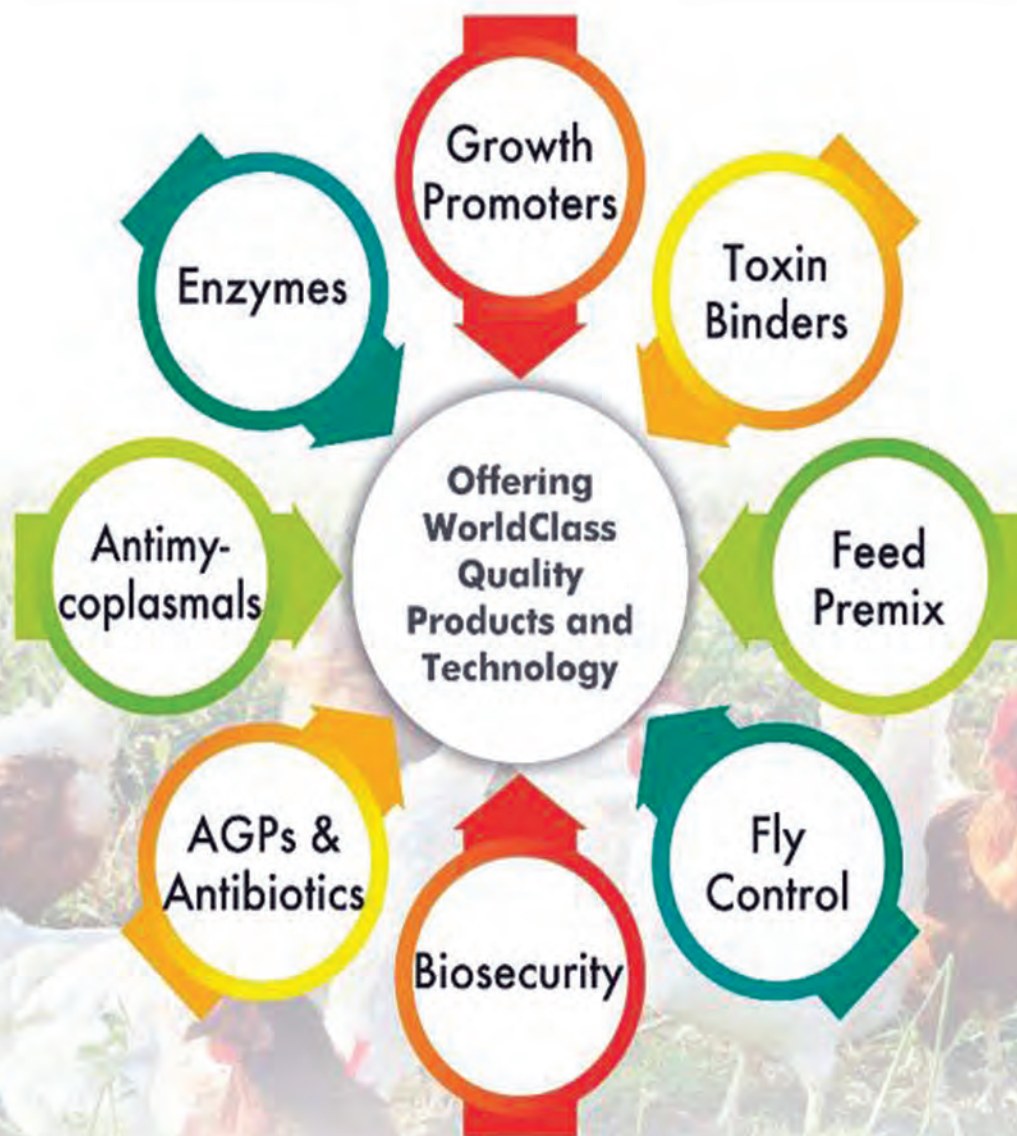 Growth
Promoters
Enzymes
Toxin
Binders
Offering
WorldClass
Quality
Products and
Technology
Antimy-
coplasmals
Feed
Premix
AGPs &
Antibiotics
Fly
Control
Biosecurity